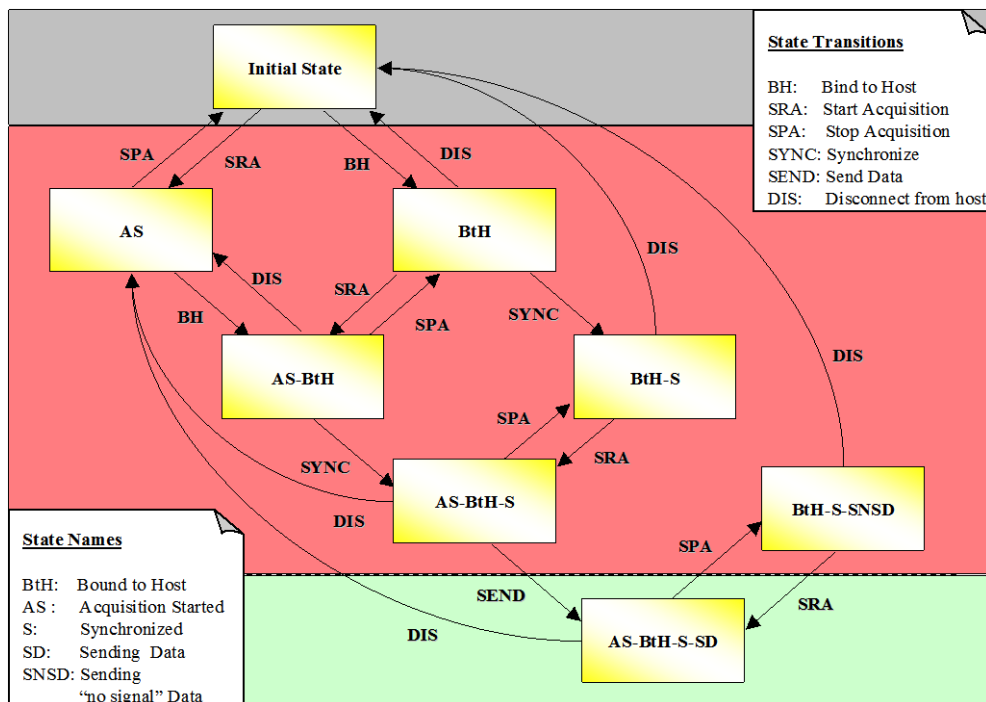 Initial State
State Transitions
BH: Bind to Host
SRA: Start Acquisition
SPA: Stop Acquisition
SYNC: Synchronize
SEND: Send Data
DIS: Disconnect from host
SPA
SRA
BH
DIS
AS
BtH
DIS
DIS
SRA
BH
SPA
SYNC
DIS
AS-BtH
BtH-S
SPA
SYNC
SRA
AS-BtH-S
BtH-S-SNSD
DIS
SPA
State Names
BtH: Bound to Host
AS : Acquisition Started
S: Synchronized
SD: Sending Data
SNSD: Sending
“no signal” Data
SEND
SRA
DIS
AS-BtH-S-SD